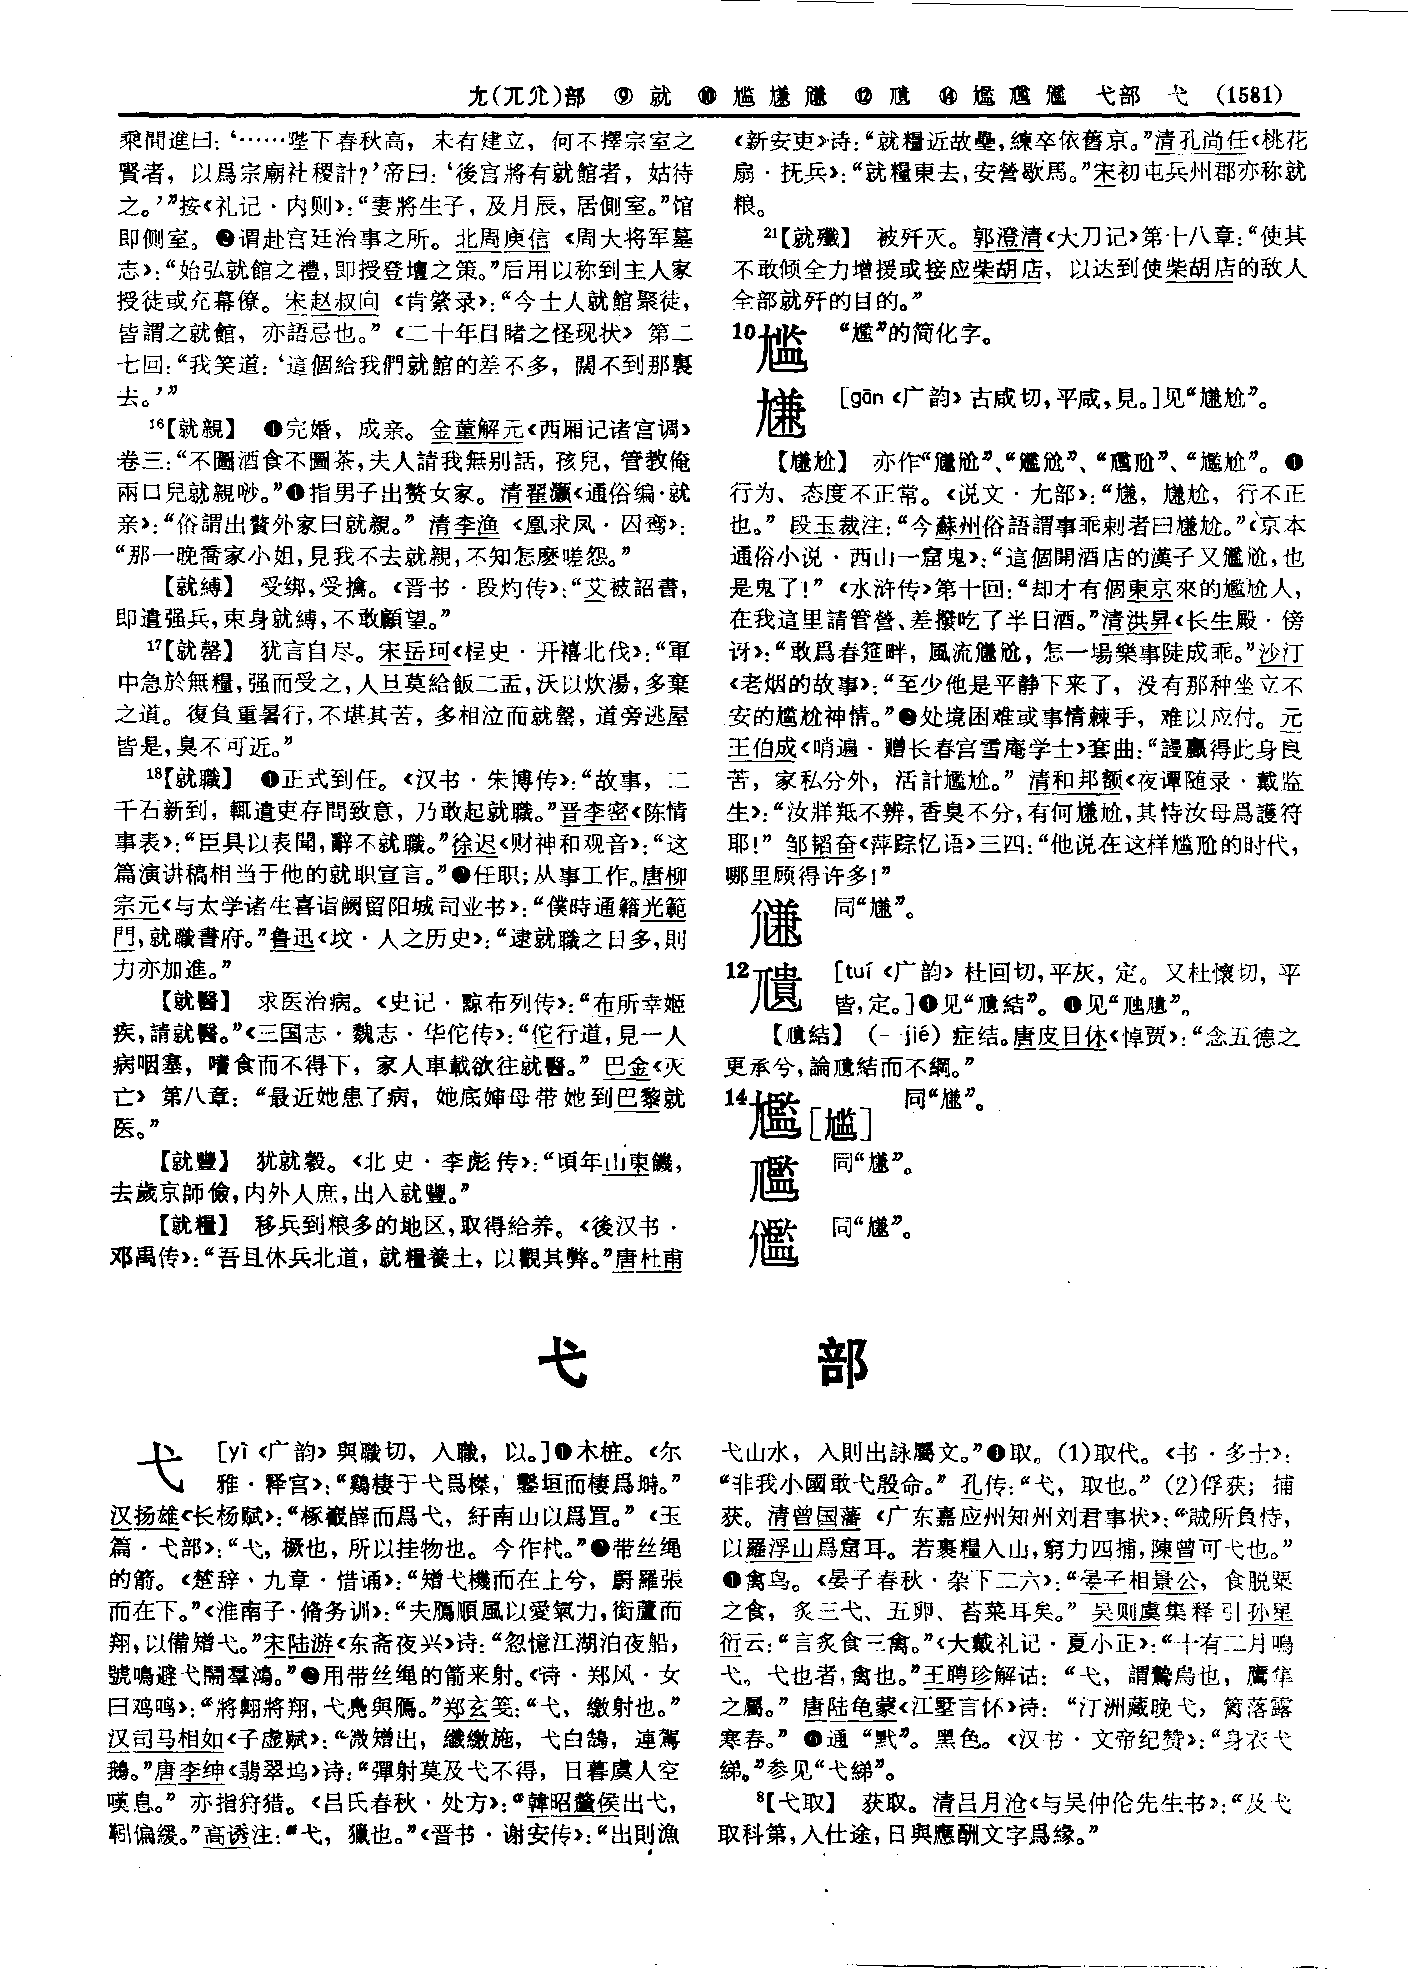 尢(兀尣)部 ⑨ 就 ⑩ 尴 尲 ⑫ 尵 ⑭ 尷 弋部 弋 (1581)
乘間進曰：‘……陛下春秋高，未有建立，何不擇宗室之
賢者，以爲宗廟社稷計？’帝曰：‘後宫將有就館者，姑待
之。’”按《礼记·内则》：“妻將生子，及月辰，居側室。”馆
即侧室。❷谓赴宫廷治事之所。北周庾信《周大将军墓
志》：“始弘就館之禮，即授登壇之策。”后用以称到主人家
授徒或充幕僚。宋赵叔向《肯綮录》：“今士人就館聚徒，
皆謂之就館，亦語忌也。”《二十年目睹之怪现状》第二
七回：“我笑道：‘這個給我們就館的差不多，闊不到那裏
去。’”
16【就親】 ❶完婚，成亲。金董解元《西厢记诸宫调》
卷三：“不圖酒食不圖茶，夫人請我無别話，孩兒，管教俺
兩口兒就親吵。”❷指男子出赘女家。清翟灝《通俗编·就
亲》：“俗謂出贅外家曰就親。”清李渔《凰求凤·囚鸾》：
“那一晚喬家小姐，見我不去就親，不知怎麽嗟怨。”
【就縛】 受绑，受擒。《晋书·段灼传》：“艾被詔書，
即遣强兵，束身就縛，不敢顧望。”
17【就罄】 犹言自尽。宋岳珂《桯史·开禧北伐》：“軍
中急於無糧，强而受之，人旦莫給飯二盂，沃以炊湯，多棄
之道。復負重暑行，不堪其苦，多相泣而就罄，道旁逃屋
皆是，臭不可近。”
18【就職】 ❶正式到任。《汉书·朱博传》：“故事，二
千石新到，輒遣吏存問致意，乃敢起就職。”晋李密《陈情
事表》：“臣具以表聞，辭不就職。”徐迟《财神和观音》：“这
篇演讲稿相当于他的就职宣言。”❷任职；从事工作。唐柳
宗元《与太学诸生喜诣阙留阳城司业书》：“僕時通籍光範
門，就職書府。”鲁迅《坟·人之历史》：“逮就職之日多，則
力亦加進。”
【就醫】 求医治病。《史记·黥布列传》：“布所幸姬
疾，請就醫。”《三国志·魏志·华佗传》：“佗行道，見一人
病咽塞，嗜食而不得下，家人車載欲往就醫。”巴金《灭
亡》第八章：“最近她患了病，她底婶母带她到巴黎就
医。”
【就豐】 犹就穀。《北史·李彪传》：“頃年山東饑，
去歲京師儉，内外人庶，出入就豐。”
【就糧】 移兵到粮多的地区，取得给养。《後汉书·
邓禹传》：“吾且休兵北道，就糧養士，以觀其弊。”唐杜甫
《新安吏》诗：“就糧近故壘，練卒依舊京。”清孔尚任《桃花
扇·抚兵》：“就糧東去，安營歇馬。”宋初屯兵州郡亦称就
粮。
21【就殲】 被歼灭。郭澄清《大刀记》第十八章：“使其
不敢倾全力增援或接应柴胡店，以达到使柴胡店的敌人
全部就歼的目的。”
10尴 “尷”的简化字。
尲 [gān《广韵》古咸切，平咸，見。]见“尲尬”。
【尲尬】 亦作“尴尬”、“尷尬”。❶
行为、态度不正常。《说文·尢部》：“尲，尲尬，行不正
也。”段玉裁注：“今蘇州俗語謂事乖剌者曰尲尬。”《京本
通俗小说·西山一窟鬼》：“這個開酒店的漢子又尷尬，也
是鬼了！”《水浒传》第十回：“却才有個東京來的尷尬人，
在我這里請管營、差撥吃了半日酒。”清洪昇《长生殿·傍
讶》：“敢爲春筵畔，風流尷尬，怎一場樂事陡成乖。”沙汀
《老烟的故事》：“至少他是平静下来了，没有那种坐立不
安的尴尬神情。”❷处境困难或事情棘手，难以应付。元
王伯成《哨遍·赠长春宫雪庵学士》套曲：“謾贏得此身良
苦，家私分外，活計尷尬。”清和邦额《夜谭随录·戴监
生》：“汝牂羝不辨，香臭不分，有何尲尬，其恃汝母爲護符
耶！”邹韬奋《萍踪忆语》三四：“他说在这样尴尬的时代，
哪里顾得许多！”
同“尲”。
12尵 [tuí《广韵》杜回切，平灰，定。又杜懷切，平
皆，定。]❶见“尵結”。❷见“虺尵”。
【尵結】 （-jié）症结。唐皮日休《悼贾》：“念五德之
更承兮，論尵結而不綱。”
14尷[尴] 同“尲”。
同“尲”。
同“尲”。
弋 部
弋 [yì《广韵》與職切，入職，以。]❶木桩。《尔
雅·释宫》：“鷄棲于弋爲榤，鑿垣而棲爲塒。”
汉扬雄《长杨赋》：“椓嶻嶭而爲弋，紆南山以爲罝。”《玉
篇·弋部》：“弋，橛也，所以挂物也。今作杙。”❷带丝绳
的箭。《楚辞·九章·惜诵》：“矰弋機而在上兮，罻羅張
而在下。”《淮南子·脩务训》：“夫鴈順風以愛氣力，銜蘆而
翔，以備矰弋。”宋陆游《东斋夜兴》诗：“忽憶江湖泊夜船，
號鳴避弋鬧羣鴻。”❸用带丝绳的箭来射。《诗·郑风·女
曰鸡鸣》：“將翺將翔，弋鳧與鴈。”郑玄笺：“弋，繳射也。”
汉司马相如《子虚赋》：“微矰出，纖繳施，弋白鵠，連駕
鵝。”唐李绅《翡翠坞》诗：“彈射莫及弋不得，日暮虞人空
嘆息。”亦指狩猎。《吕氏春秋·处方》：“韓昭釐侯出弋，
靷偏緩。”高诱注：“弋，獵也。”《晋书·谢安传》：“出則漁
弋山水，入則出詠屬文。”❹取。(1)取代。《书·多士》：
“非我小國敢弋殷命。”孔传：“弋，取也。”(2)俘获；捕
获。清曾国藩《广东嘉应州知州刘君事状》：“賊所負恃，
以羅浮山爲窟耳。若裹糧入山，窮力四捕，陳曾可弋也。”
❺禽鸟。《晏子春秋·杂下二六》：“晏子相景公，食脱粟
之食，炙三弋、五卵、苔菜耳矣。”吴则虞集释引孙星
衍云：“言炙食三禽。”《大戴礼记·夏小正》：“十有二月鳴
弋。弋也者，禽也。”王聘珍解诂：“弋，謂鷙鳥也，鷹隼
之屬。”唐陆龟蒙《江墅言怀》诗：“汀洲藏晚弋，篱落露
寒春。”❻通“黓”。黑色。《汉书·文帝纪赞》：“身衣弋
綈。”参见“弋綈”。
8【弋取】 获取。清吕月沧《与吴仲伦先生书》：“及弋
取科第，入仕途，日與應酬文字爲緣。”